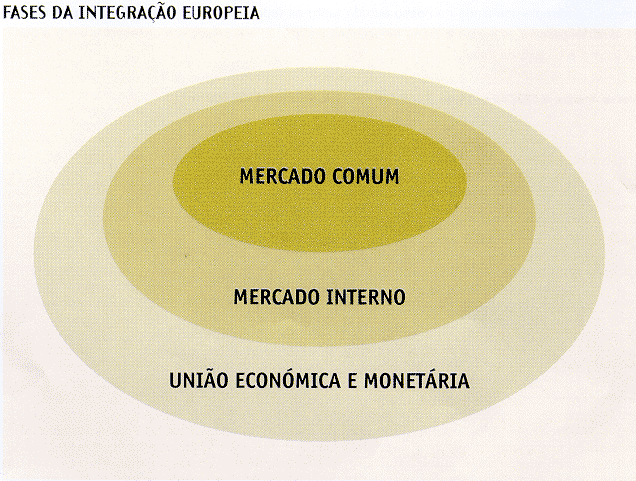 FASES DA INTEGRAÇÃO EUROPEIA
MERCADO COMUM
MERCADO INTERNO
UNIÃO ECONÓMICA E MONETÁRIA